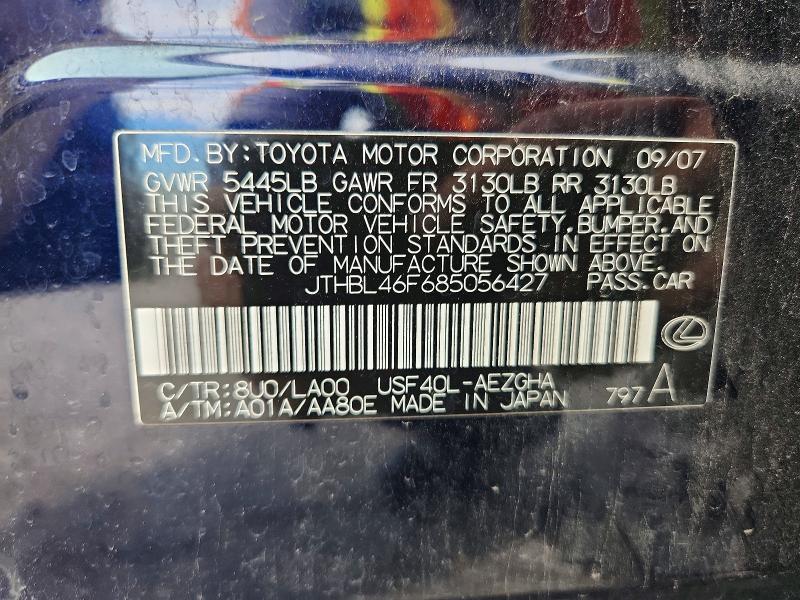 MFD. BY: TOYOTA MOTOR CORPORATION 09/07
GVWR 5445LB GAWR FR 3130LB RR 3130LB
THIS VEHICLE CONFORMS TO ALL APPLICABLE
FEDERAL MOTOR VEHICLE SAFETY, BUMPER, AND
THEFT PREVENTION STANDARDS IN EFFECT ON
THE DATE OF MANUFACTURE SHOWN ABOVE.
JTHBL46F685056427 PASS. CAR
C/TR: 8U0/LA00 USF40L-AEZGHA
A/TM: A01A/AA80E MADE IN JAPAN 797 A